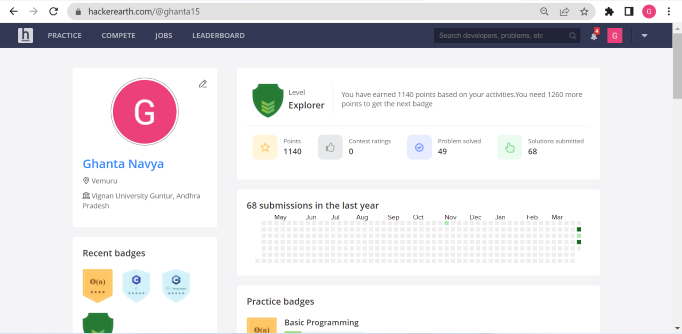 hackerearth.com/@ghanta15
G
h
PRACTICE COMPETE JOBS LEADERBOARD
Search developers, problems, etc
4
G
G
Ghanta Navya
Vemuru
Vignan University Guntur, Andhra
Pradesh
Level
Explorer
You have earned 1140 points based on your activities.You need 1260 more
points to get the next badge
Points
1140
Contest ratings
0
Problem solved
49
Solutions submitted
68
68 submissions in the last year
May Jun Jul Aug Sep Oct Nov Dec Jan Feb Mar
Recent badges
Practice badges
Basic Programming